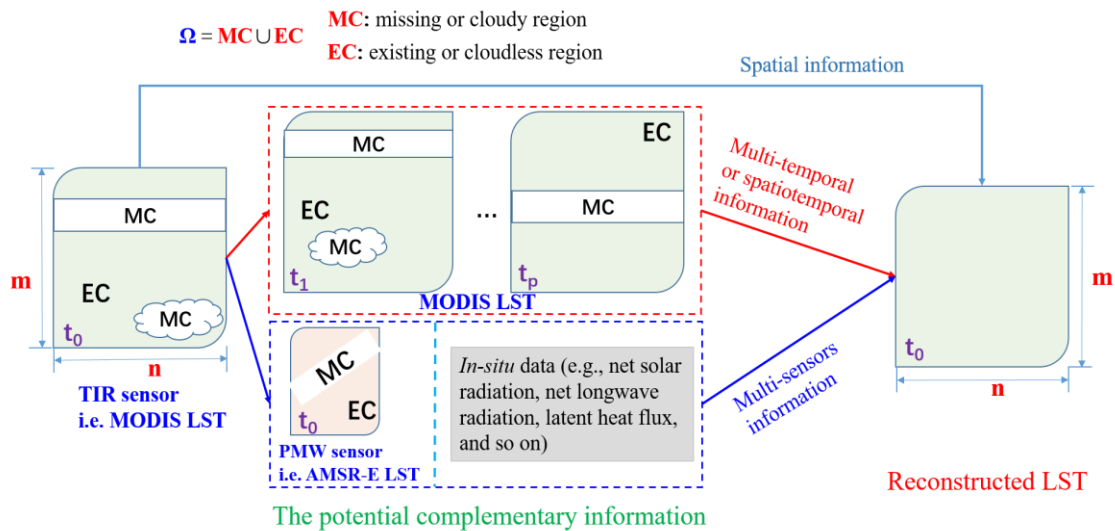 Ω = MC ∪ EC
MC: missing or cloudy region
EC: existing or cloudless region
Spatial information
m
MC
EC
MC
t0
n
TIR sensor
i.e. MODIS LST
MC
EC
MC
t1
...
EC
MC
tp
MODIS LST
MC
EC
t0
PMW sensor
i.e. AMSR-E LST
In-situ data (e.g., net solar
radiation, net longwave
radiation, latent heat flux,
and so on)
Multi-temporal
or spatiotemporal
information
Multi-sensors
information
t0
m
n
Reconstructed LST
The potential complementary information